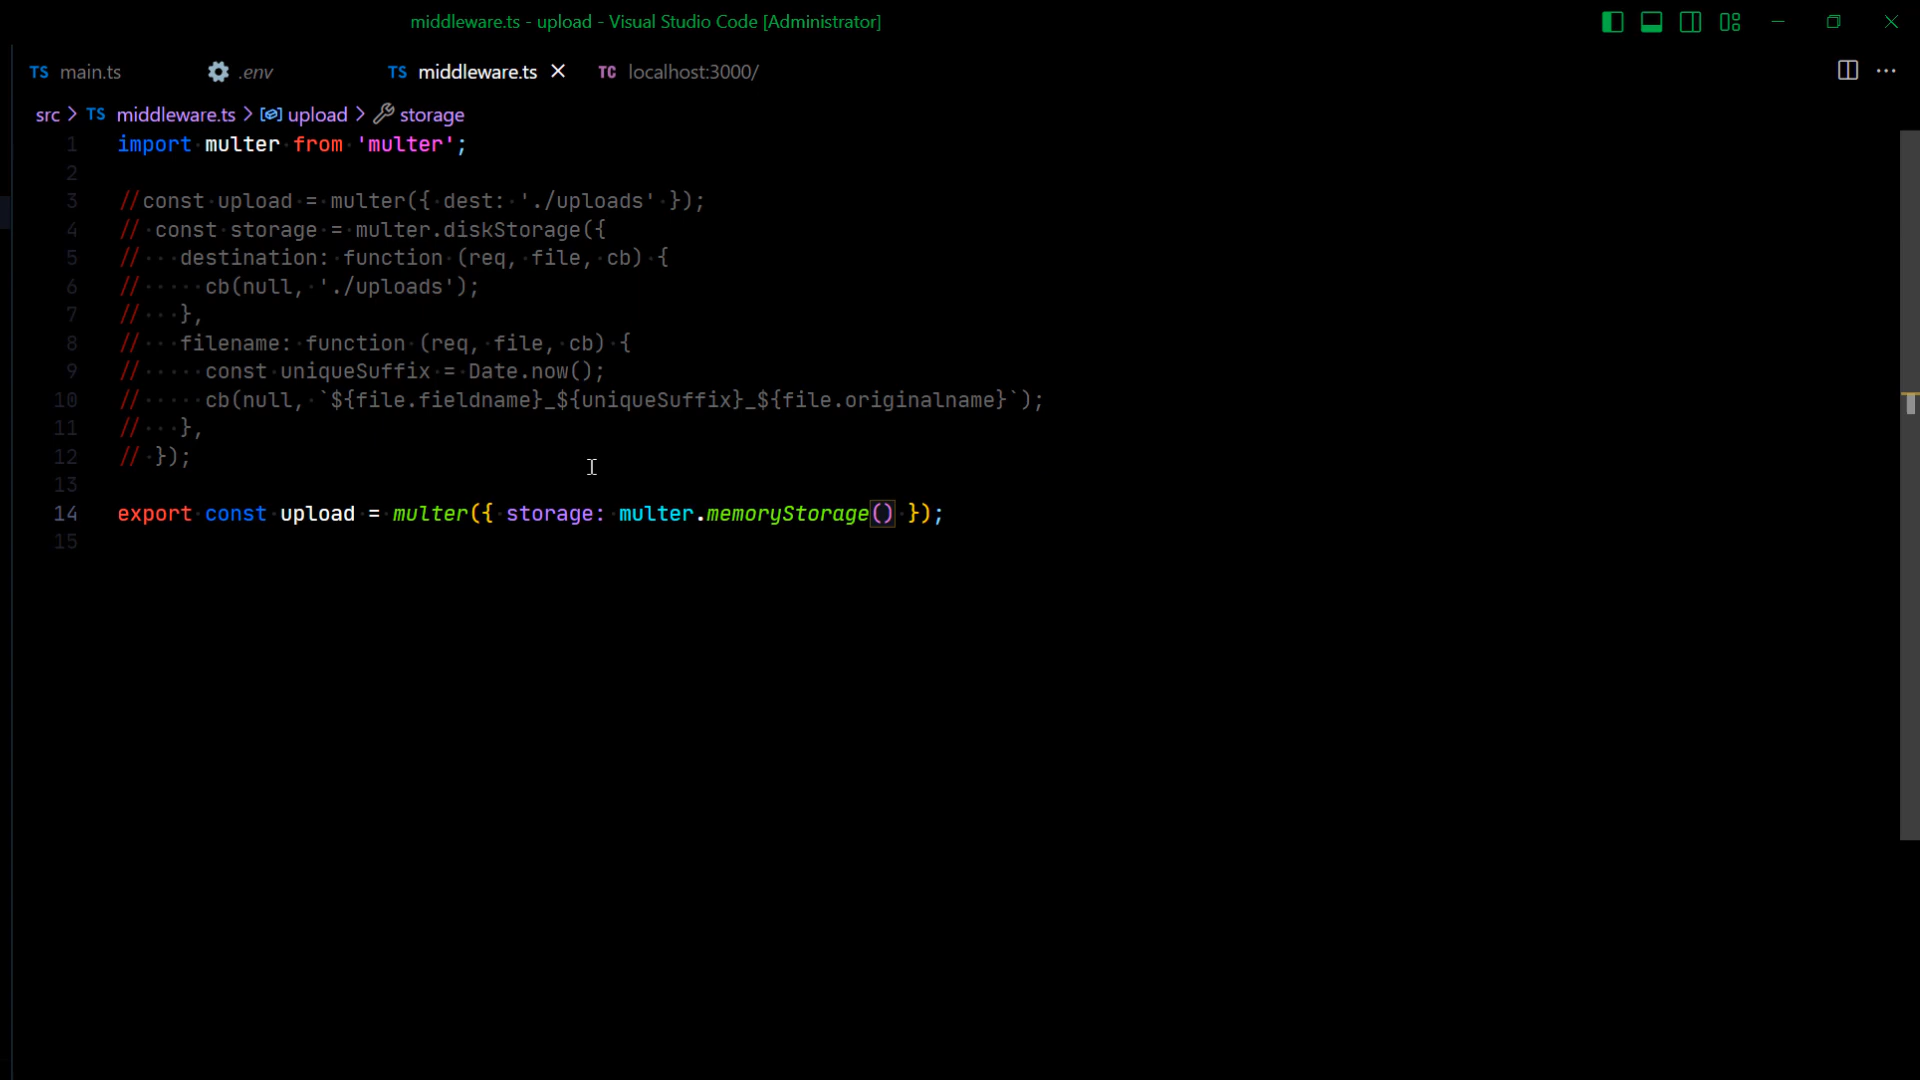 middleware.ts - upload - Visual Studio Code [Administrator]
TS main.ts .env TS middleware.ts TC localhost:3000/
src > TS middleware.ts > upload > storage
1 import multer from 'multer';
2
3 //const upload = multer({ dest: './uploads' });
4 // const storage = multer.diskStorage({
5 //   destination: function (req, file, cb) {
6 //     cb(null, './uploads');
7 //   },
8 //   filename: function (req, file, cb) {
9 //     const uniqueSuffix = Date.now();
10 //     cb(null, `${file.fieldname}_${uniqueSuffix}_${file.originalname}`);
11 //   },
12 // });
13
14 export const upload = multer({ storage: multer.memoryStorage() });
15